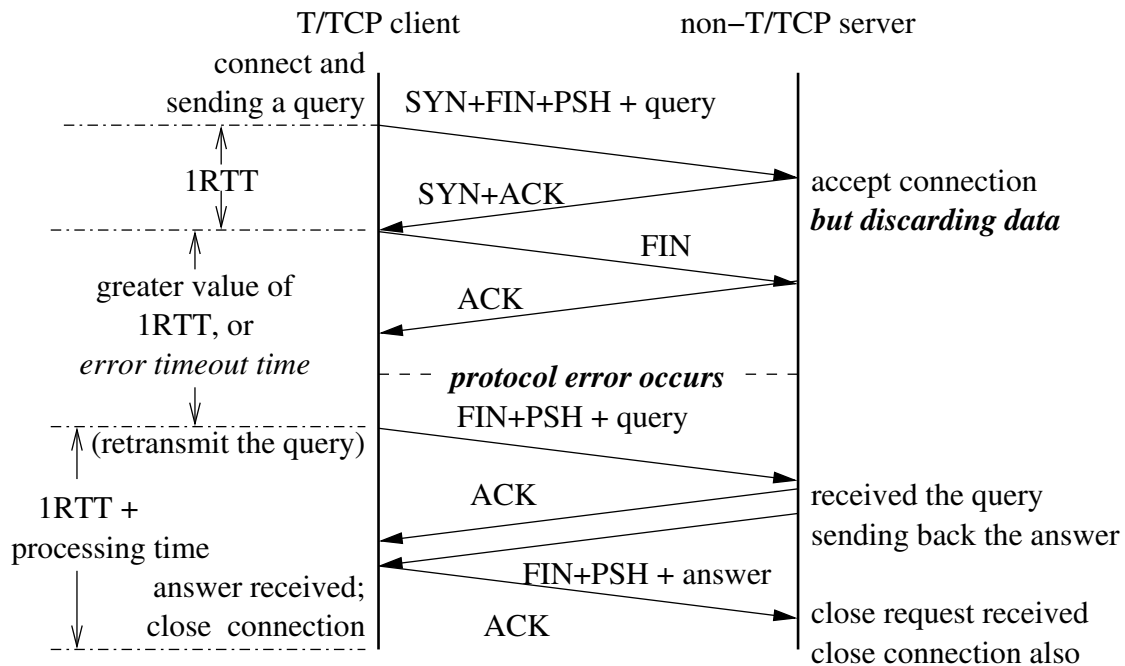 T/TCP client
non−T/TCP server
connect and
sending a query
SYN+FIN+PSH + query
1RTT
SYN+ACK
accept connection
but discarding data
FIN
greater value of
1RTT, or
error timeout time
ACK
protocol error occurs
FIN+PSH + query
(retransmit the query)
1RTT +
processing time
ACK
received the query
sending back the answer
FIN+PSH + answer
answer received;
close connection
ACK
close request received
close connection also